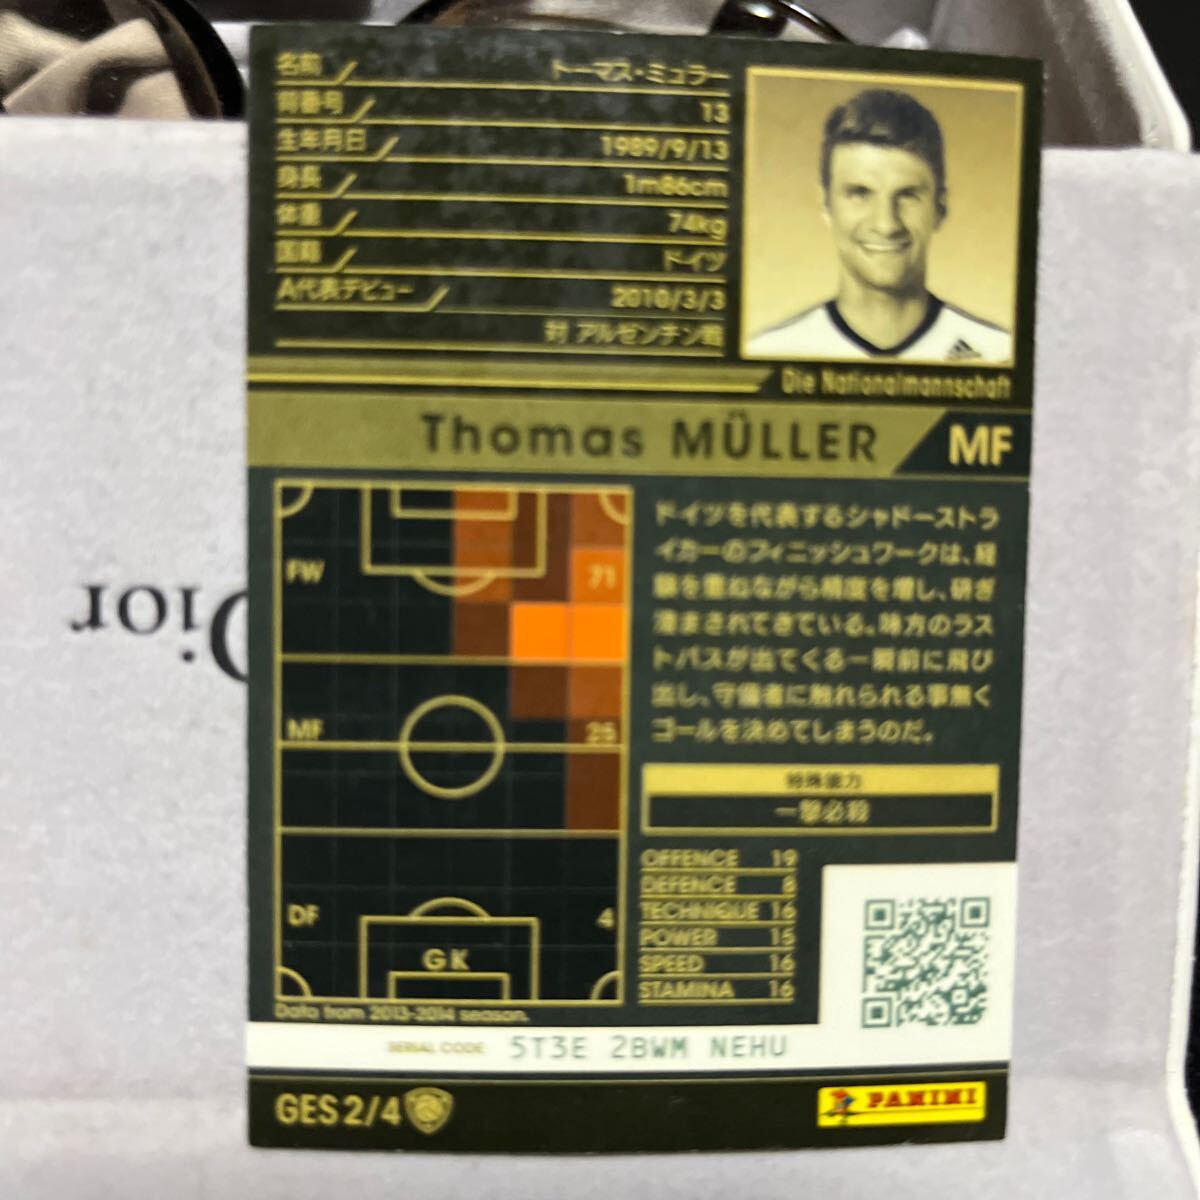 名前 トーマス・ミュラー
背番号 13
生年月日 1989/9/13
身長 1m86cm
体重 74kg
国籍 ドイツ
A代表デビュー 2010/3/3
対 アルゼンチン戦
Die Nationalmannschaft
Thomas MÜLLER MF
FW 71
MF 25
DF 4
GK
Data from 2013-2014 season.
ドイツを代表するシャドーストラ
イカーのフィニッシュワークは、経
験を重ねながら精度を増し、研ぎ
澄まされてきている。味方のラス
トパスが出てくる一瞬前に飛び
出し、守備者に触れられる事無く
ゴールを決めてしまうのだ。
特殊能力
一撃必殺
OFFENCE 19
DEFENCE 8
TECHNIQUE 16
POWER 15
SPEED 16
STAMINA 16
SERIAL CODE 5T3E 2BWM NEHU
GES 2/4
PANINI
Dior